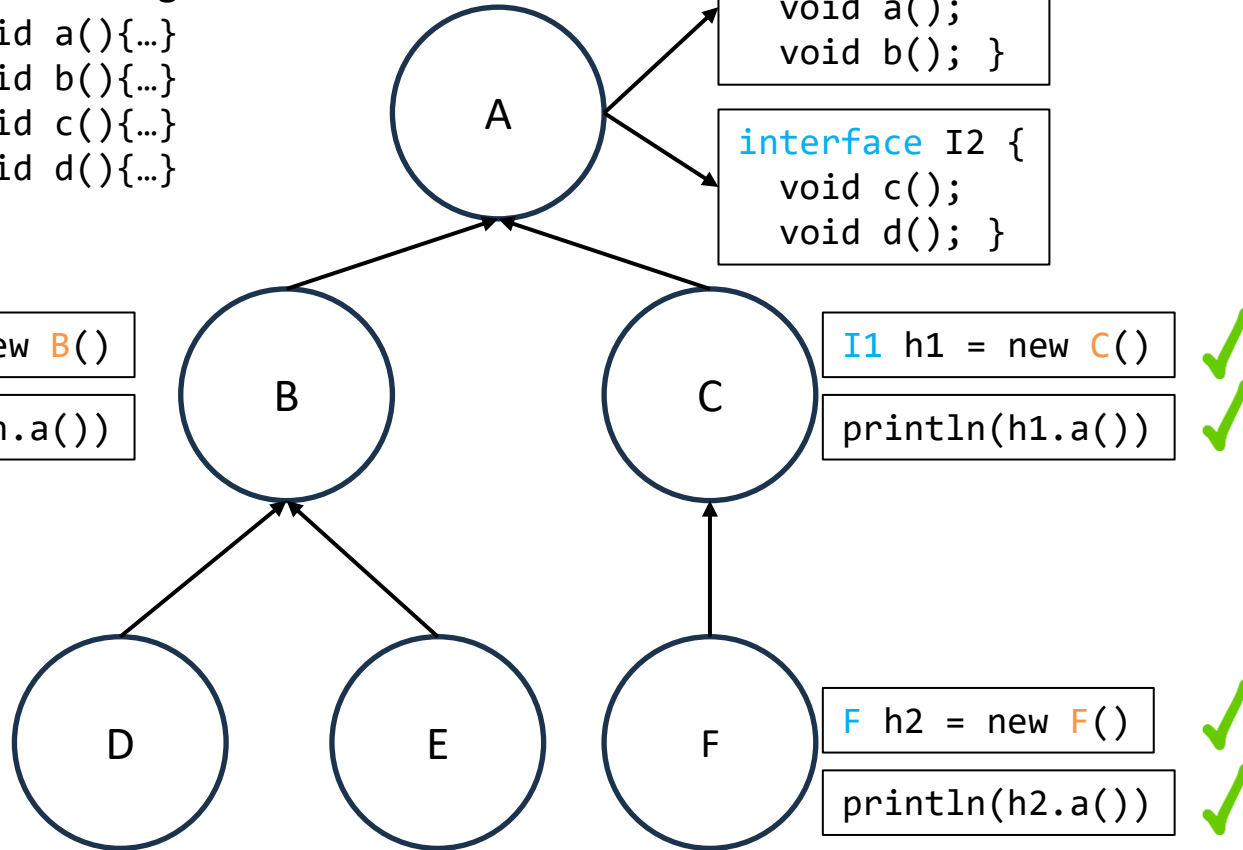 id a(){…}
id b(){…}
id c(){…}
id d(){…}
A
void a();
void b(); }
interface I2 {
void c();
void d(); }
ew B()
n.a())
B
C
I1 h1 = new C()
println(h1.a())
D
E
F
F h2 = new F()
println(h2.a())